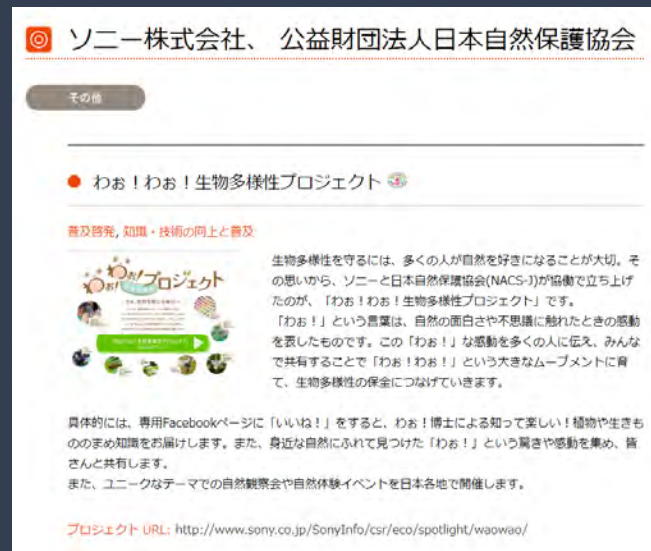 ソニー株式会社、 公益財団法人日本自然保護協会
その他
わぉ！わぉ！生物多様性プロジェクト
普及啓発, 知識・技術の向上と普及
わぉ！わぉ！プロジェクト
生物多様性を守るには、多くの人が自然を好きになることが大切。そ
の思いから、ソニーと日本自然保護協会(NACS-J)が協働で立ち上げ
たのが、「わぉ！わぉ！生物多様性プロジェクト」です。
「わぉ！」という言葉は、自然の面白さや不思議に触れたときの感動
を表したものです。この「わぉ！」な感動を多くの人に伝え、みんな
で共有することで「わぉ！わぉ！」という大きなムーブメントに育
て、生物多様性の保全につなげていきます。
具体的には、専用Facebookページに「いいね！」をすると、わぉ！博士による知って楽しい！植物や生きも
ののまめ知識をお届けします。また、身近な自然にふれて見つけた「わぉ！」という驚きや感動を集め、皆
さんと共有します。
また、ユニークなテーマでの自然観察会や自然体験イベントを日本各地で開催します。
プロジェクト URL: http://www.sony.co.jp/SonyInfo/csr/eco/spotlight/waowao/